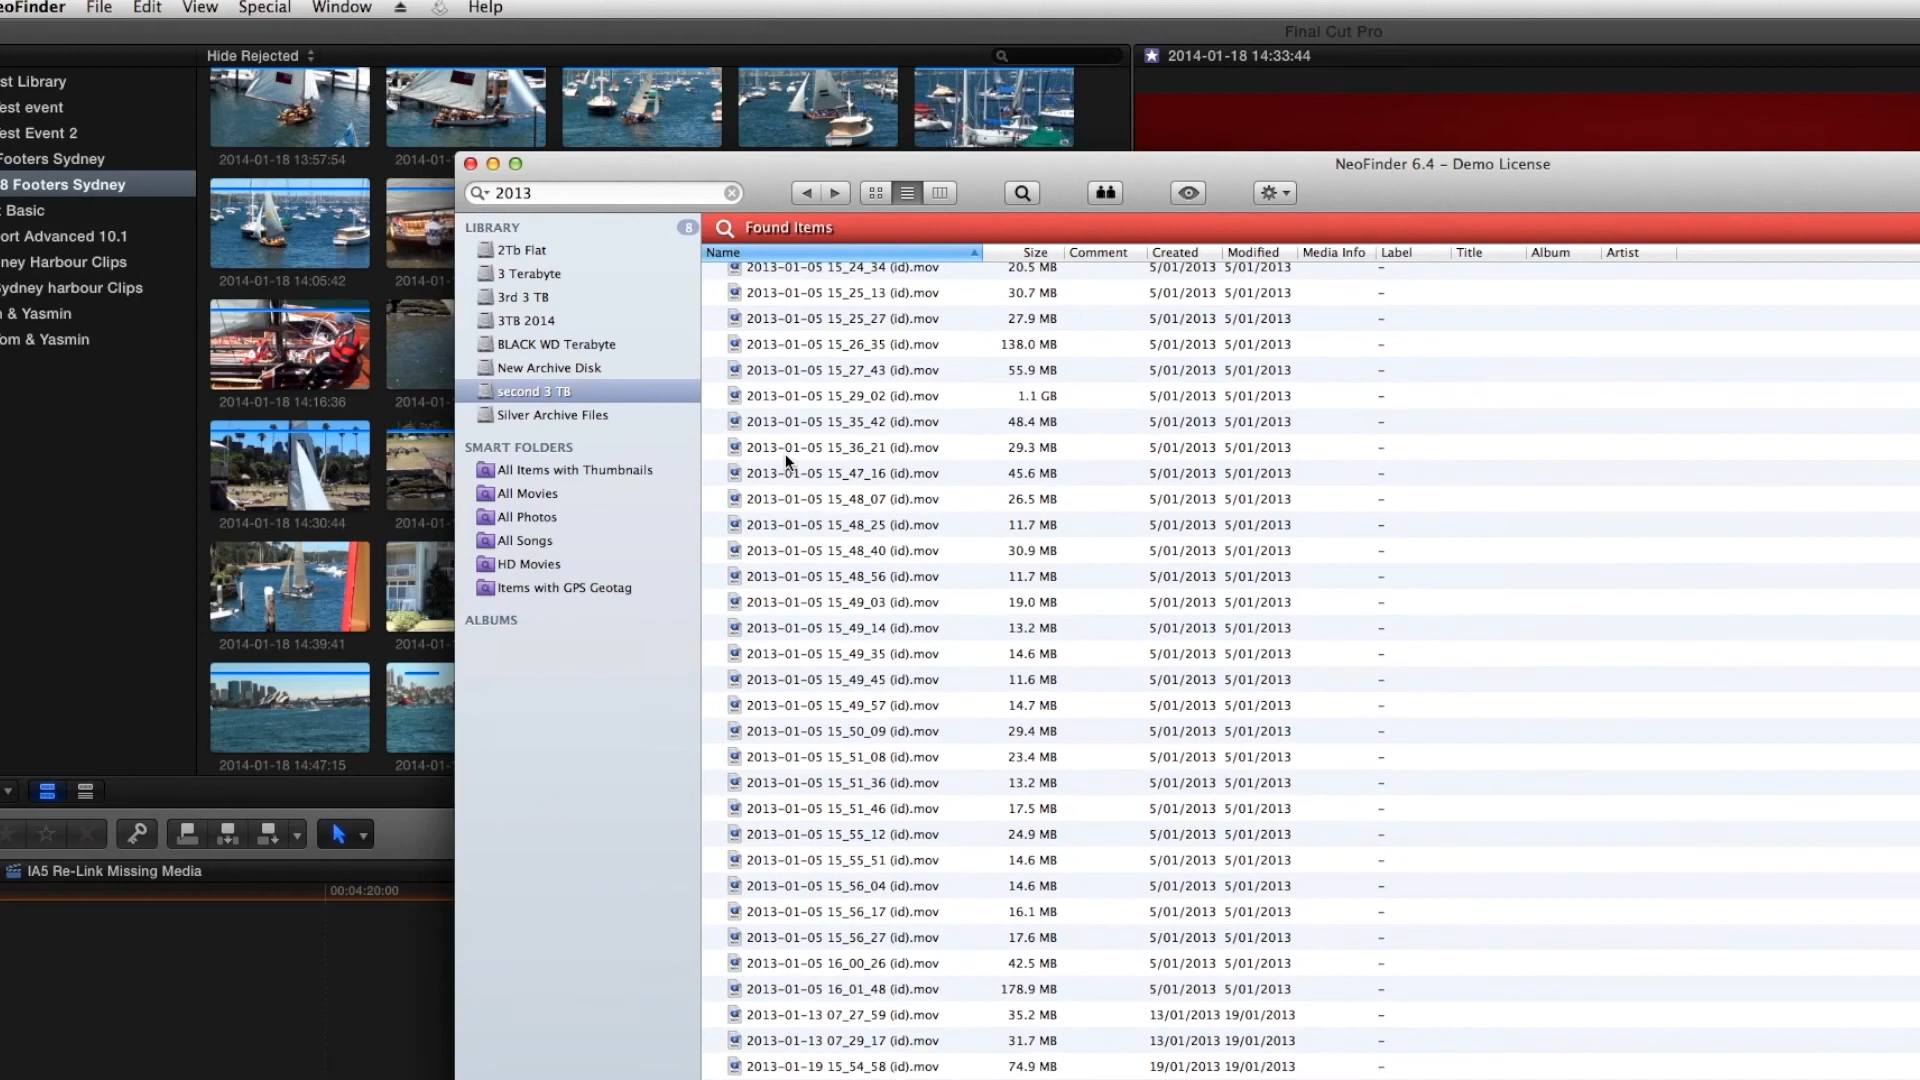 eoFinder File Edit View Special Window Help
Final Cut Pro
Hide Rejected
2014-01-18 14:33:44
st Library
est event
est Event 2
Footers Sydney
8 Footers Sydney
Basic
ort Advanced 10.1
ney Harbour Clips
ydney harbour Clips
& Yasmin
om & Yasmin
2014-01-18 13:57:54
2014-01-
2014-01-18 14:05:42
2014-01-
2014-01-18 14:16:36
2014-01-
2014-01-18 14:30:44
2014-01-
2014-01-18 14:39:41
2014-01-
2014-01-18 14:47:15
2014-01-
IA5 Re-Link Missing Media
00:04:20:00
NeoFinder 6.4 – Demo License
2013
LIBRARY 8
2Tb Flat
3 Terabyte
3rd 3 TB
3TB 2014
BLACK WD Terabyte
New Archive Disk
second 3 TB
Silver Archive Files
SMART FOLDERS
All Items with Thumbnails
All Movies
All Photos
All Songs
HD Movies
Items with GPS Geotag
ALBUMS
Found Items
Name Size Comment Created Modified Media Info Label Title Album Artist
2013-01-05 15_24_34 (id).mov 20.5 MB 5/01/2013 5/01/2013 –
2013-01-05 15_25_13 (id).mov 30.7 MB 5/01/2013 5/01/2013 –
2013-01-05 15_25_27 (id).mov 27.9 MB 5/01/2013 5/01/2013 –
2013-01-05 15_26_35 (id).mov 138.0 MB 5/01/2013 5/01/2013 –
2013-01-05 15_27_43 (id).mov 55.9 MB 5/01/2013 5/01/2013 –
2013-01-05 15_29_02 (id).mov 1.1 GB 5/01/2013 5/01/2013 –
2013-01-05 15_35_42 (id).mov 48.4 MB 5/01/2013 5/01/2013 –
2013-01-05 15_36_21 (id).mov 29.3 MB 5/01/2013 5/01/2013 –
2013-01-05 15_47_16 (id).mov 45.6 MB 5/01/2013 5/01/2013 –
2013-01-05 15_48_07 (id).mov 26.5 MB 5/01/2013 5/01/2013 –
2013-01-05 15_48_25 (id).mov 11.7 MB 5/01/2013 5/01/2013 –
2013-01-05 15_48_40 (id).mov 30.9 MB 5/01/2013 5/01/2013 –
2013-01-05 15_48_56 (id).mov 11.7 MB 5/01/2013 5/01/2013 –
2013-01-05 15_49_03 (id).mov 19.0 MB 5/01/2013 5/01/2013 –
2013-01-05 15_49_14 (id).mov 13.2 MB 5/01/2013 5/01/2013 –
2013-01-05 15_49_35 (id).mov 14.6 MB 5/01/2013 5/01/2013 –
2013-01-05 15_49_45 (id).mov 11.6 MB 5/01/2013 5/01/2013 –
2013-01-05 15_49_57 (id).mov 14.7 MB 5/01/2013 5/01/2013 –
2013-01-05 15_50_09 (id).mov 29.4 MB 5/01/2013 5/01/2013 –
2013-01-05 15_51_08 (id).mov 23.4 MB 5/01/2013 5/01/2013 –
2013-01-05 15_51_36 (id).mov 13.2 MB 5/01/2013 5/01/2013 –
2013-01-05 15_51_46 (id).mov 17.5 MB 5/01/2013 5/01/2013 –
2013-01-05 15_55_12 (id).mov 24.9 MB 5/01/2013 5/01/2013 –
2013-01-05 15_55_51 (id).mov 14.6 MB 5/01/2013 5/01/2013 –
2013-01-05 15_56_04 (id).mov 14.6 MB 5/01/2013 5/01/2013 –
2013-01-05 15_56_17 (id).mov 16.1 MB 5/01/2013 5/01/2013 –
2013-01-05 15_56_27 (id).mov 17.6 MB 5/01/2013 5/01/2013 –
2013-01-05 16_00_26 (id).mov 42.5 MB 5/01/2013 5/01/2013 –
2013-01-05 16_01_48 (id).mov 178.9 MB 5/01/2013 5/01/2013 –
2013-01-13 07_27_59 (id).mov 35.2 MB 13/01/2013 19/01/2013 –
2013-01-13 07_29_17 (id).mov 31.7 MB 13/01/2013 19/01/2013 –
2013-01-19 15_54_58 (id).mov 74.9 MB 19/01/2013 19/01/2013 –